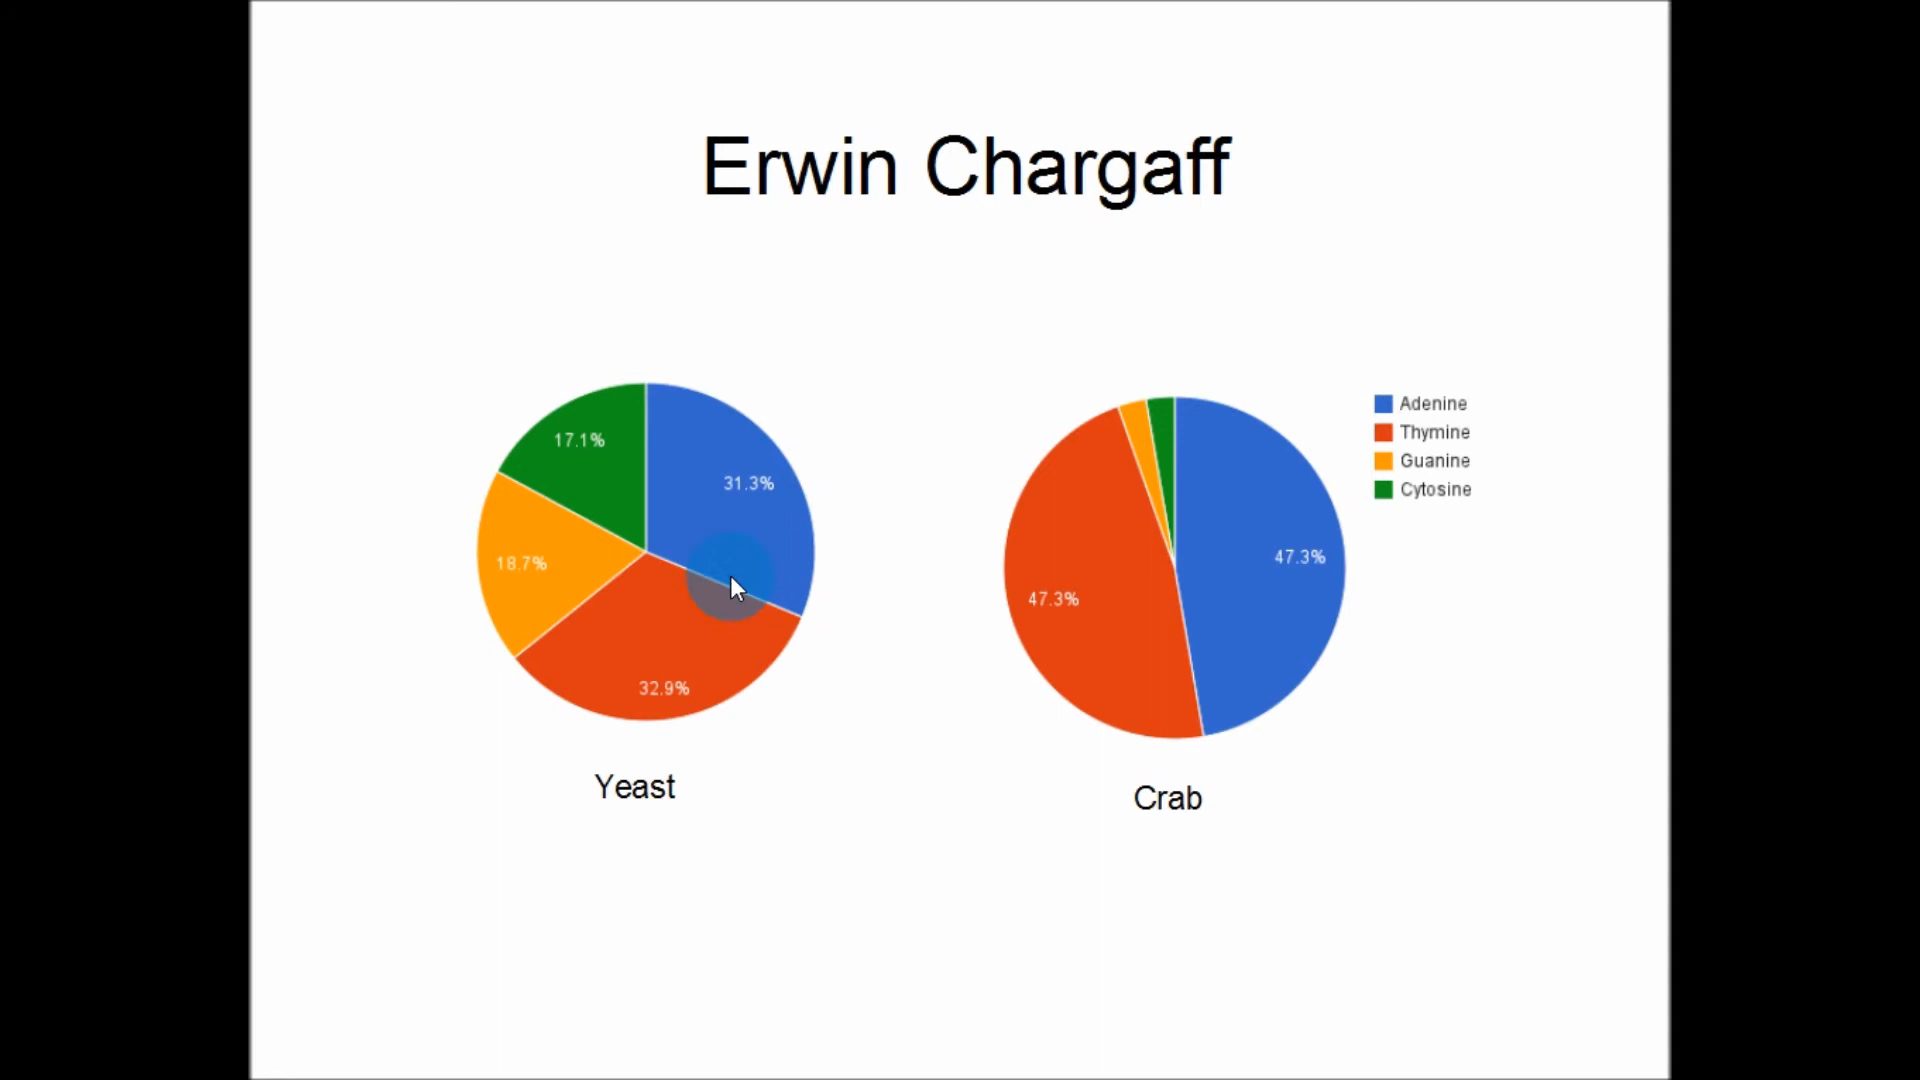 Erwin Chargaff
17.1%
31.3%
18.7%
32.9%
Yeast
47.3%
47.3%
Crab
Adenine
Thymine
Guanine
Cytosine